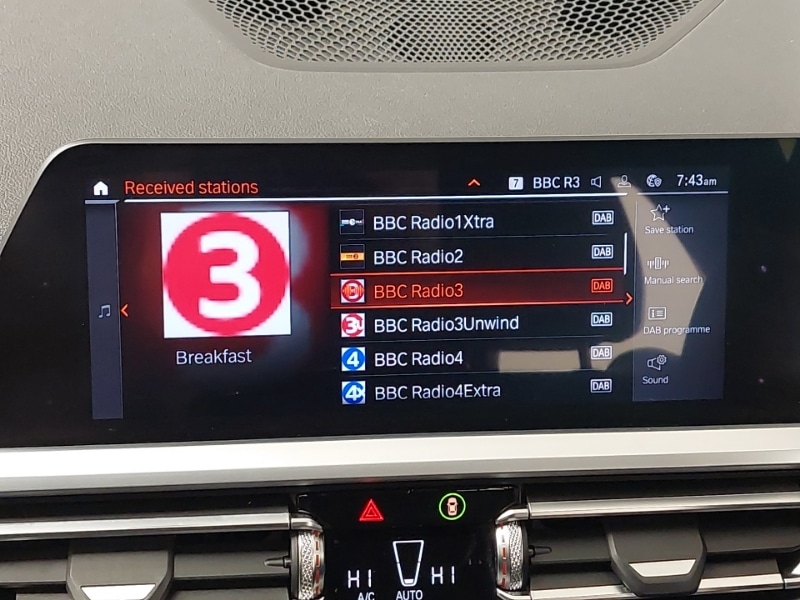 Received stations
7 BBC R3 7:43am
3
Breakfast
BBC Radio1Xtra DAB
BBC Radio2 DAB
BBC Radio3 DAB
3U BBC Radio3Unwind DAB
4 BBC Radio4 DAB
4X BBC Radio4Extra DAB
Save station
Manual search
DAB programme
Sound
HI HI
A/C AUTO